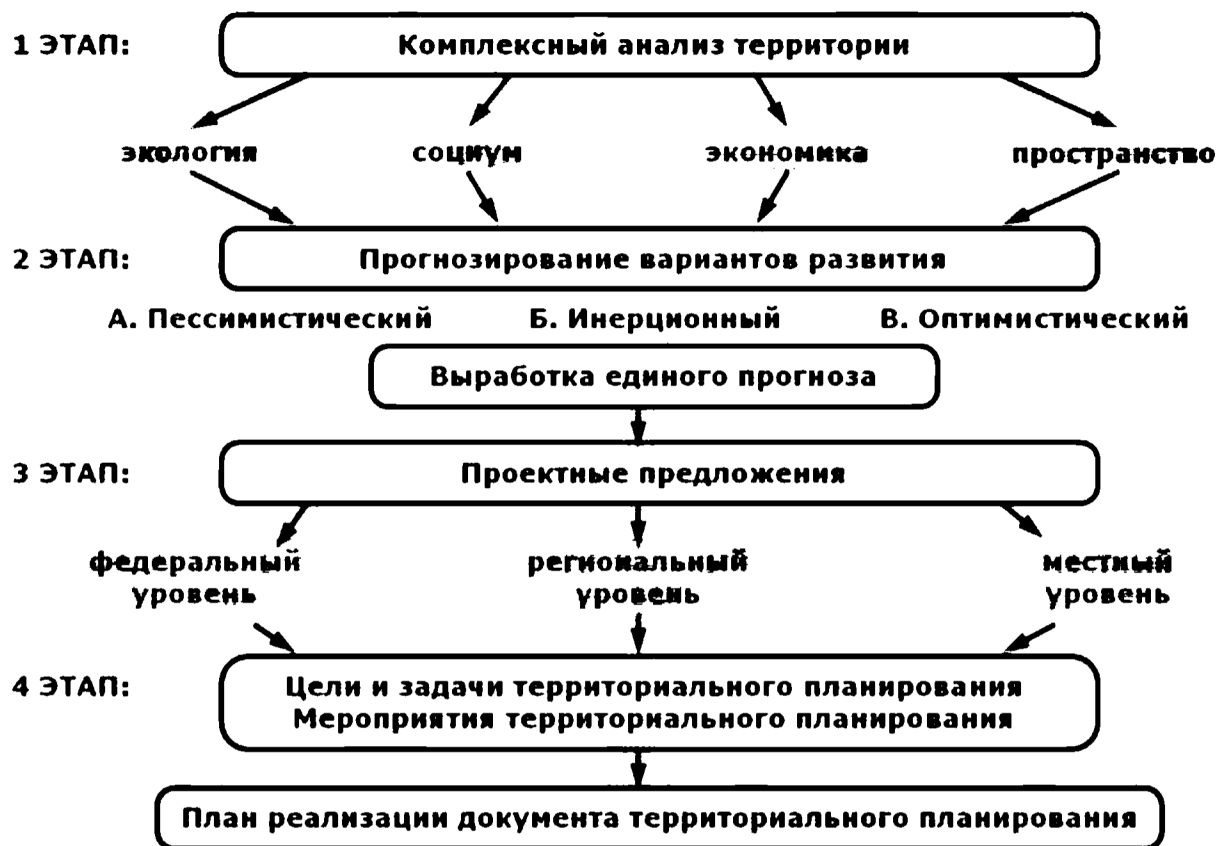 1 ЭТАП: Комплексный анализ территории
экология социум экономика пространство
2 ЭТАП: Прогнозирование вариантов развития
А. Пессимистический Б. Инерционный В. Оптимистический
Выработка единого прогноза
3 ЭТАП: Проектные предложения
федеральный региональный местный
уровень уровень уровень
4 ЭТАП: Цели и задачи территориального планирования
Мероприятия территориального планирования
План реализации документа территориального планирования